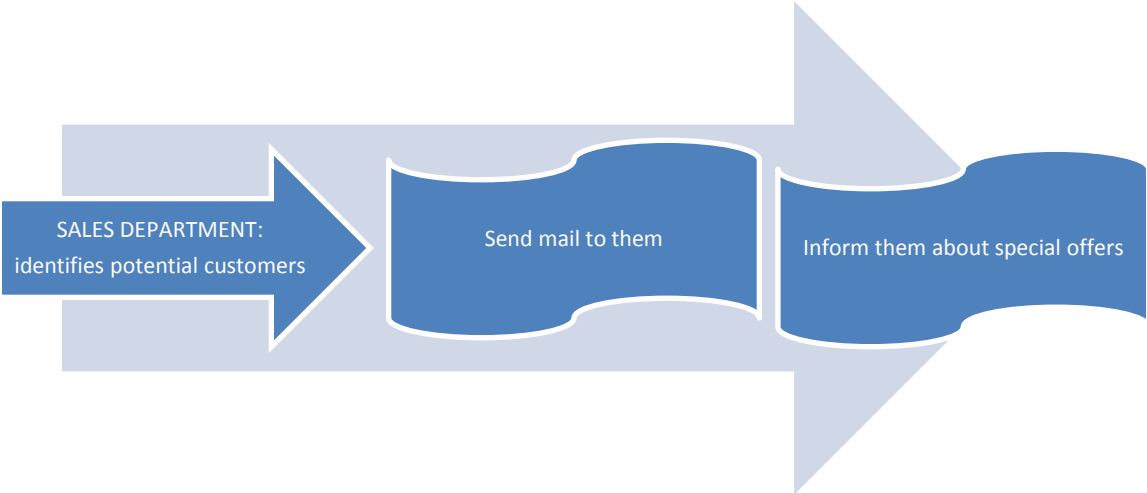 SALES DEPARTMENT:
identifies potential customers
Send mail to them
Inform them about special offers